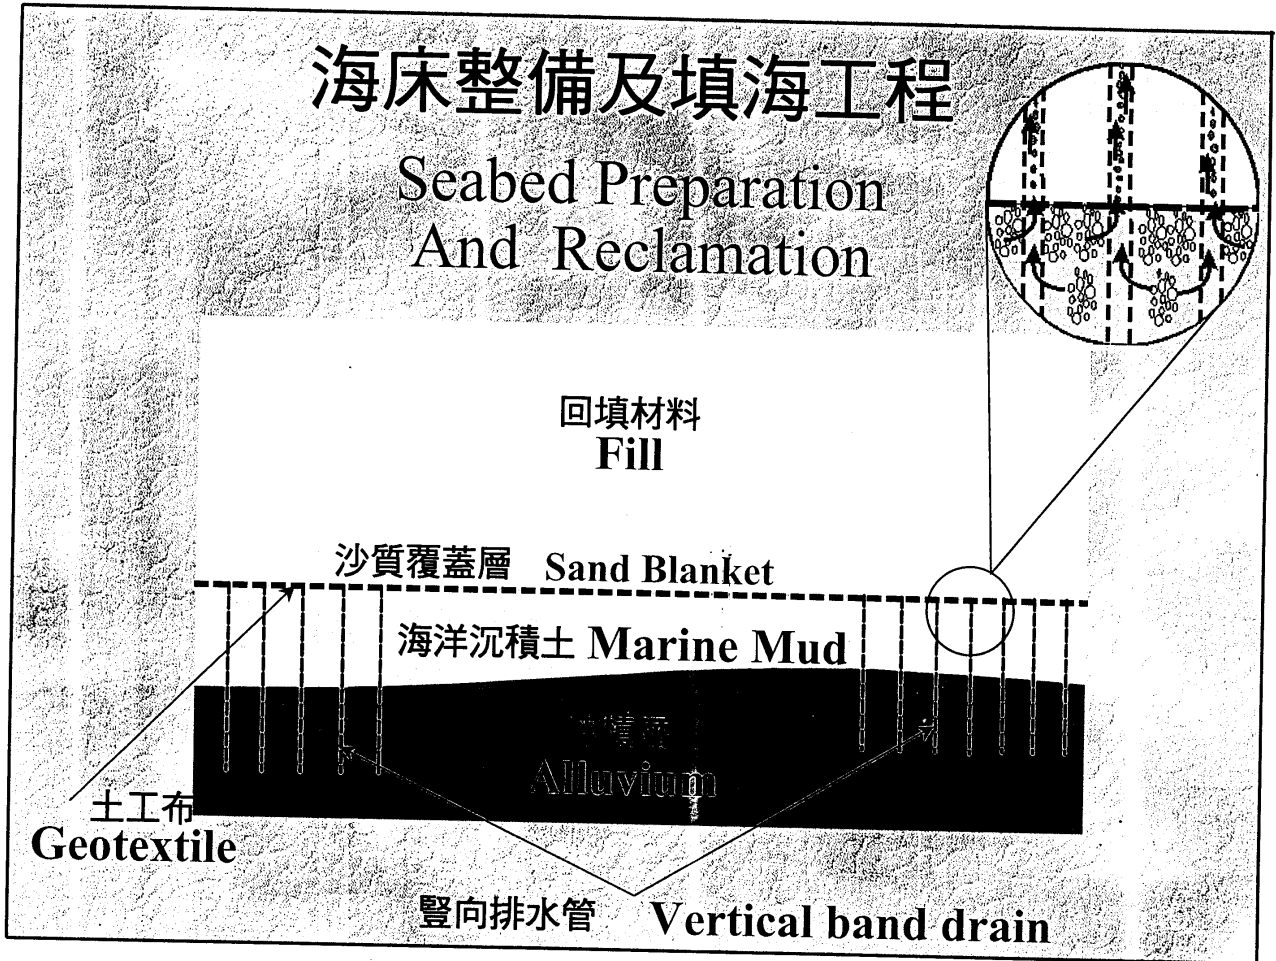 海床整備及填海工程
Seabed Preparation
And Reclamation
回填材料
Fill
沙質覆蓋層 Sand Blanket
海洋沉積土 Marine Mud
Alluvium
土工布
Geotextile
豎向排水管 Vertical band drain